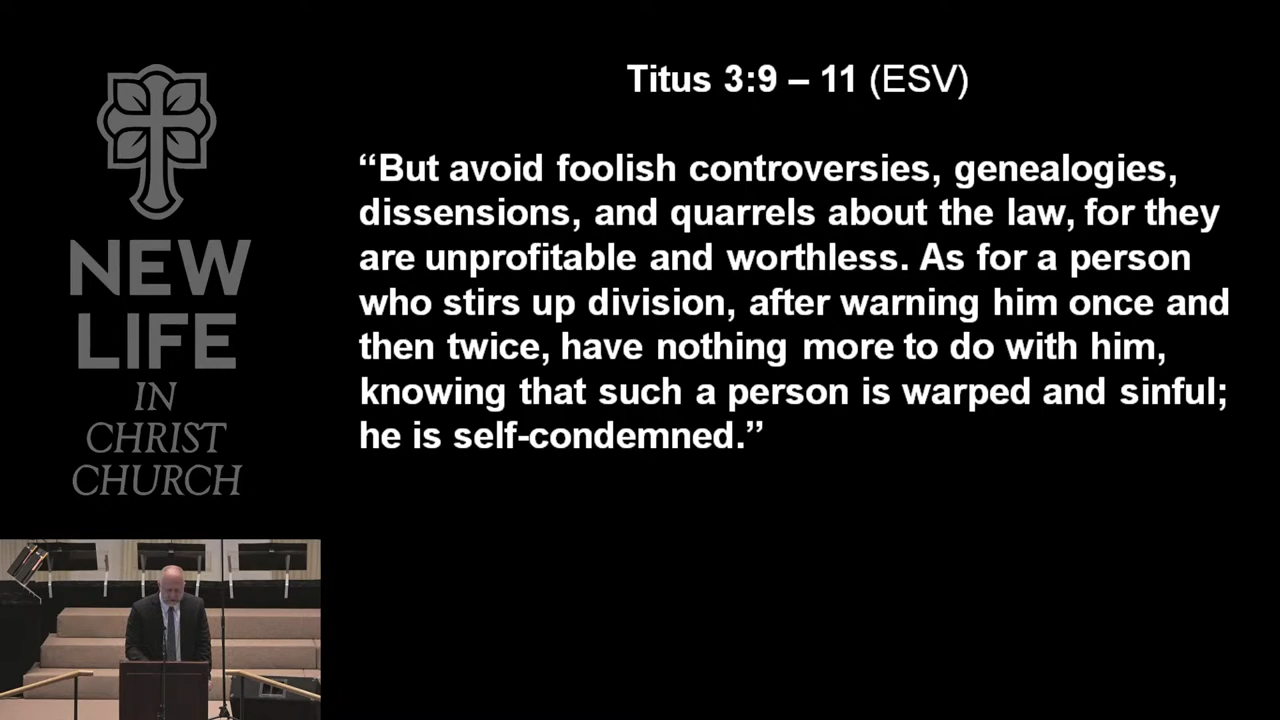 Titus 3:9 – 11 (ESV)
“But avoid foolish controversies, genealogies,
dissensions, and quarrels about the law, for they
are unprofitable and worthless. As for a person
who stirs up division, after warning him once and
then twice, have nothing more to do with him,
knowing that such a person is warped and sinful;
he is self-condemned.”
NEW
LIFE
IN
CHRIST
CHURCH